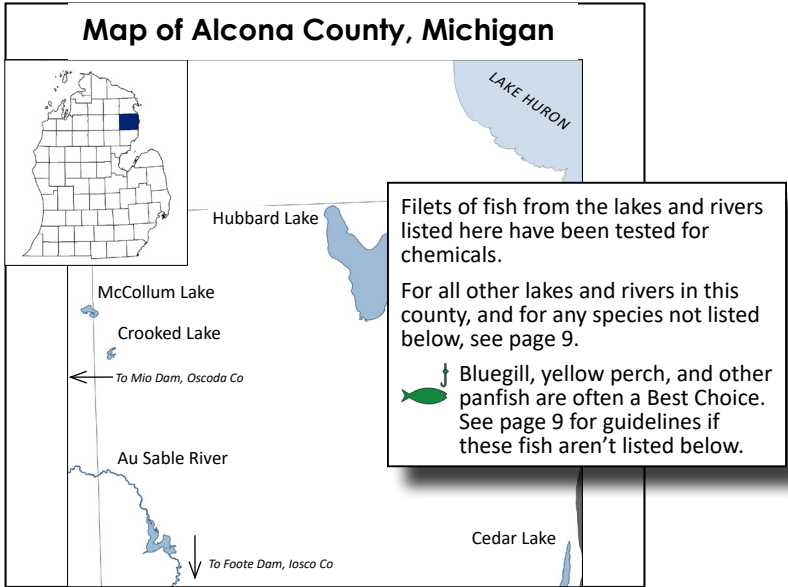 Map of Alcona County, Michigan
LAKE HURON
Hubbard Lake
Filets of fish from the lakes and rivers
listed here have been tested for
chemicals.
For all other lakes and rivers in this
county, and for any species not listed
below, see page 9.
Bluegill, yellow perch, and other
panfish are often a Best Choice.
See page 9 for guidelines if
these fish aren’t listed below.
McCollum Lake
Crooked Lake
To Mio Dam, Oscoda Co
Au Sable River
Cedar Lake
To Foote Dam, Iosco Co